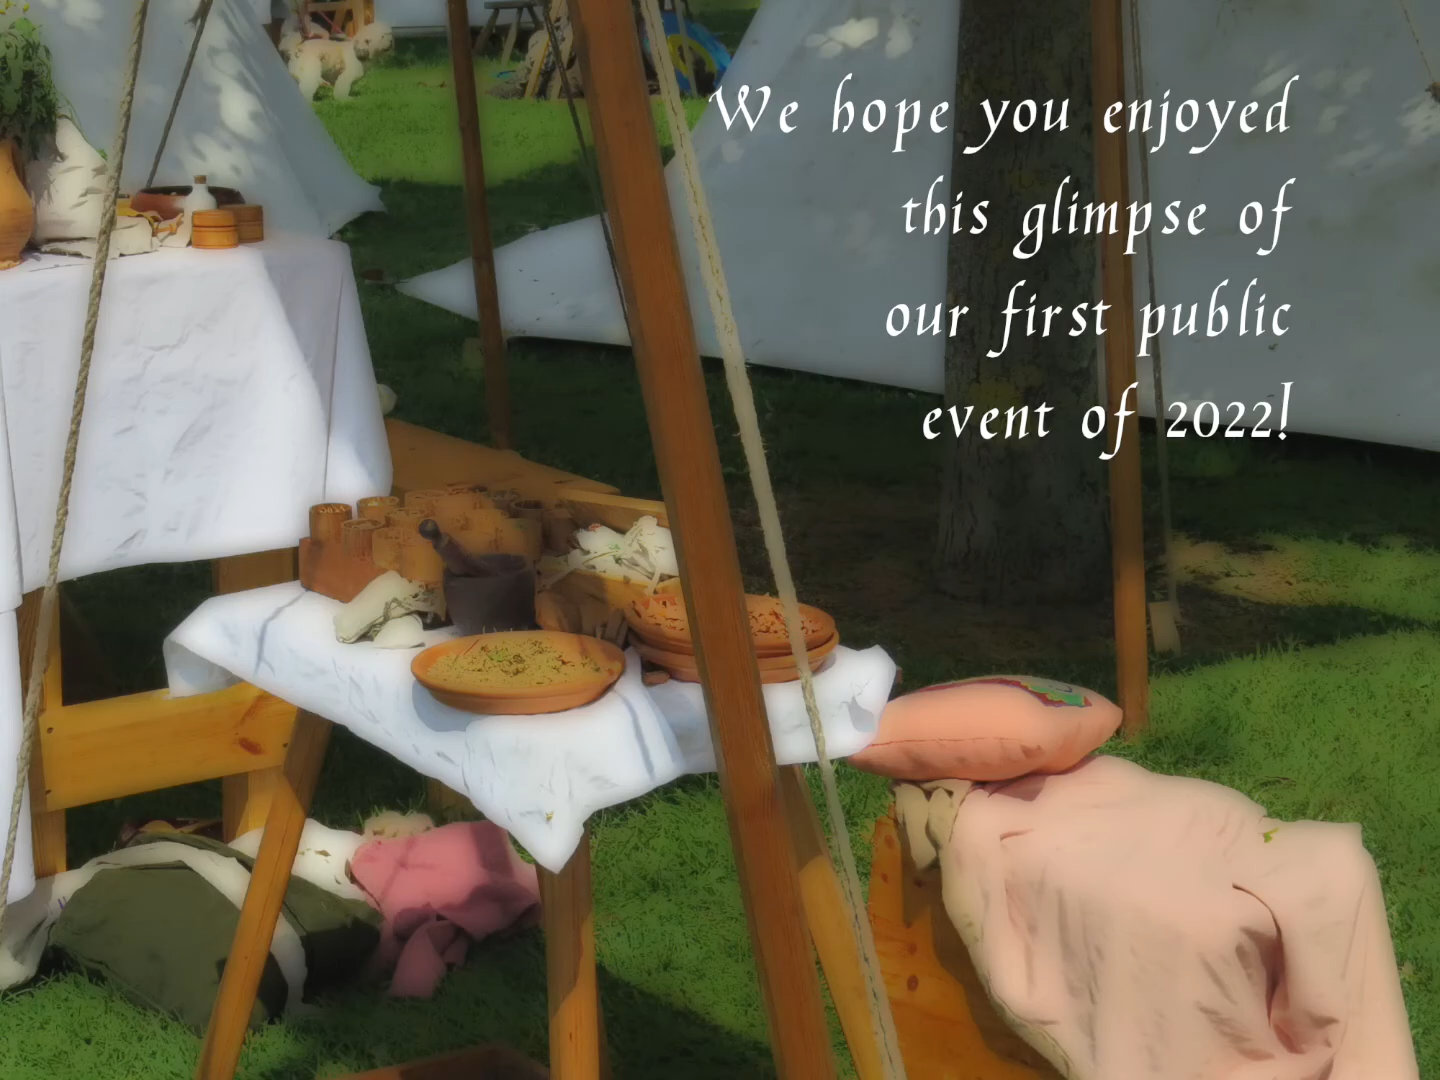 We hope you enjoyed
this glimpse of
our first public
event of 2022!